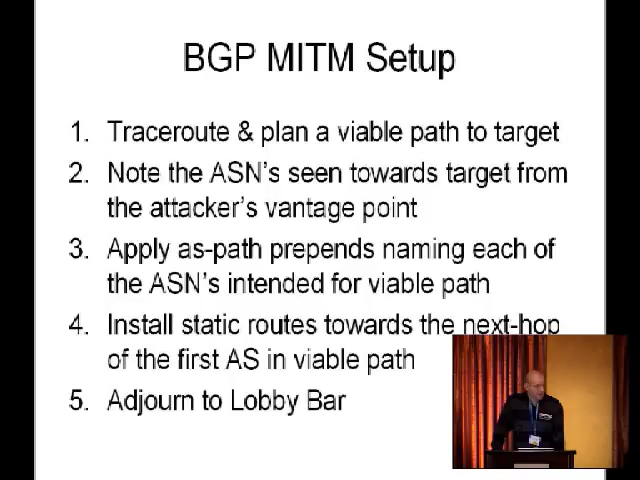 BGP MITM Setup
1. Traceroute & plan a viable path to target
2. Note the ASN's seen towards target from
the attacker's vantage point
3. Apply as-path prepends naming each of
the ASN's intended for viable path
4. Install static routes towards the next-hop
of the first AS in viable path
5. Adjourn to Lobby Bar